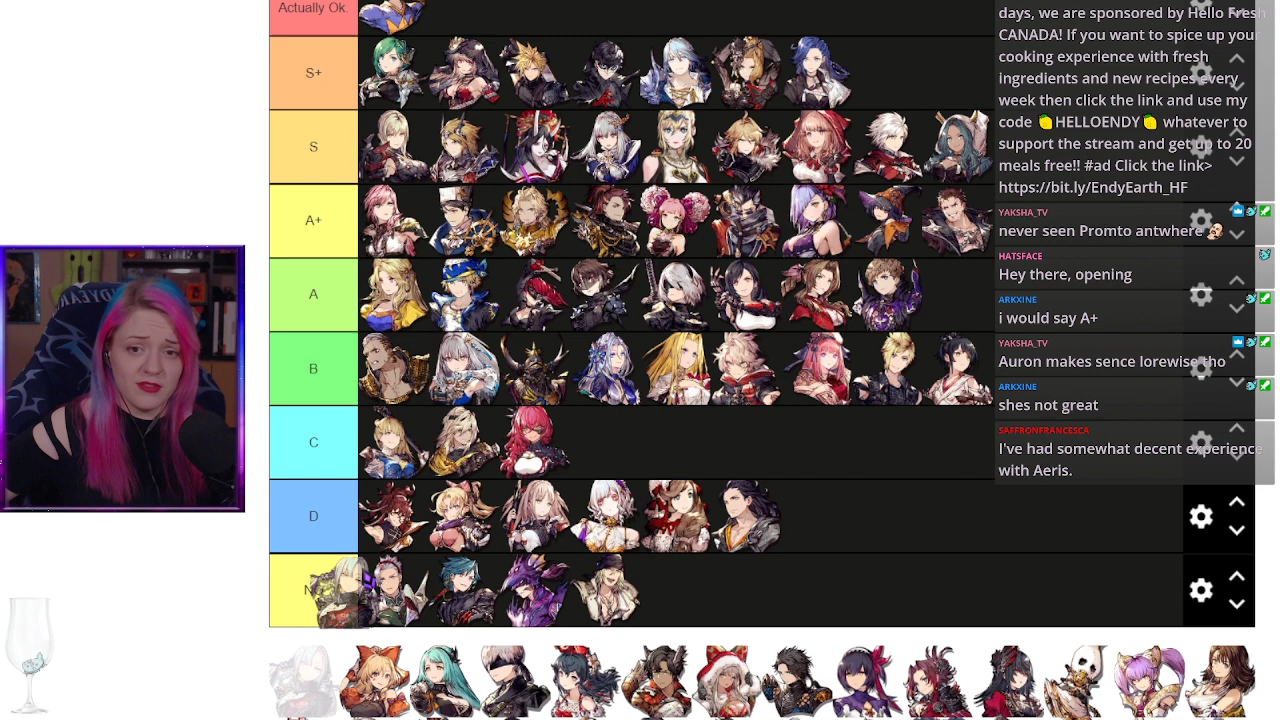 Actually Ok.
S+
S
A+
A
B
C
D
N
days, we are sponsored by Hello Fresh
CANADA! If you want to spice up your
cooking experience with fresh
ingredients and new recipes every
week then click the link and use my
code 🍋HELLOENDY🍋 whatever to
support the stream and get up to 20
meals free!! #ad Click the link>
https://bit.ly/EndyEarth_HF
YAKSHA_TV
never seen Promto antwhere
HATSFACE
Hey there, opening
ARKXINE
i would say A+
YAKSHA_TV
Auron makes sence lorewise tho
ARKXINE
shes not great
SAFFRONFRANCESCA
I've had somewhat decent experience
with Aeris.